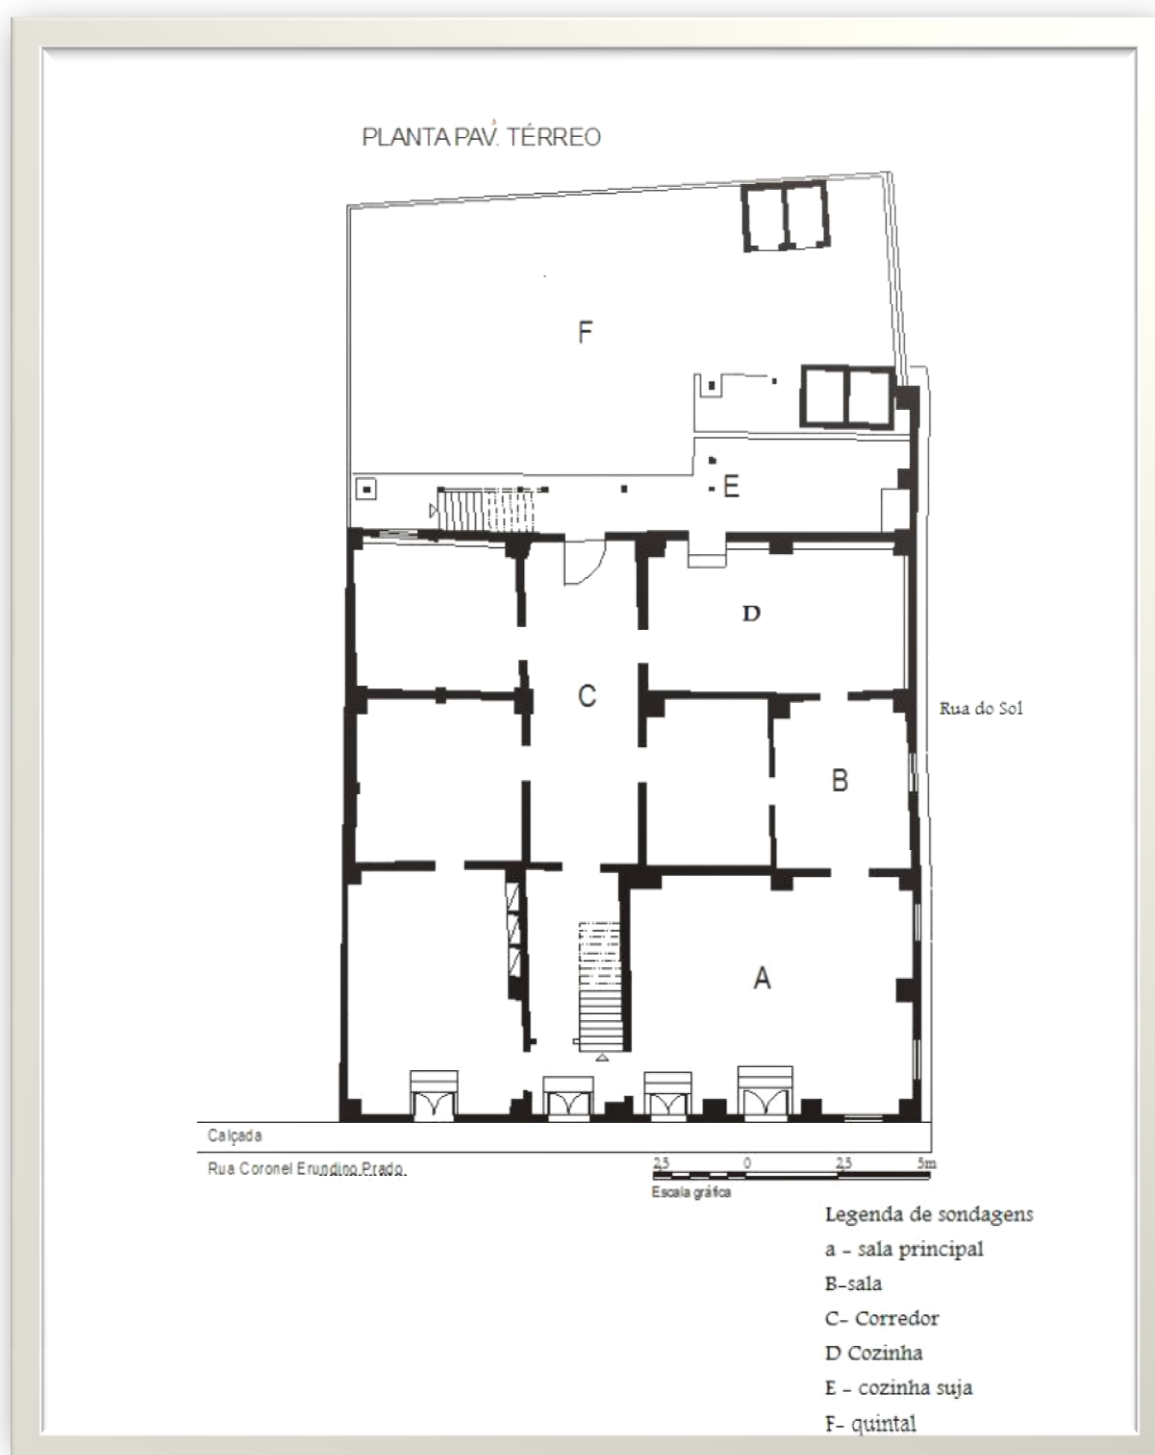 PLANTA PAV. TÉRREO
F
E
D
C
Rua do Sol
B
A
Calçada
Rua Coronel Erundino Prado.
2,5 0 2,5 5m
Escala gráfica
Legenda de sondagens
a - sala principal
B-sala
C- Corredor
D Cozinha
E - cozinha suja
F- quintal